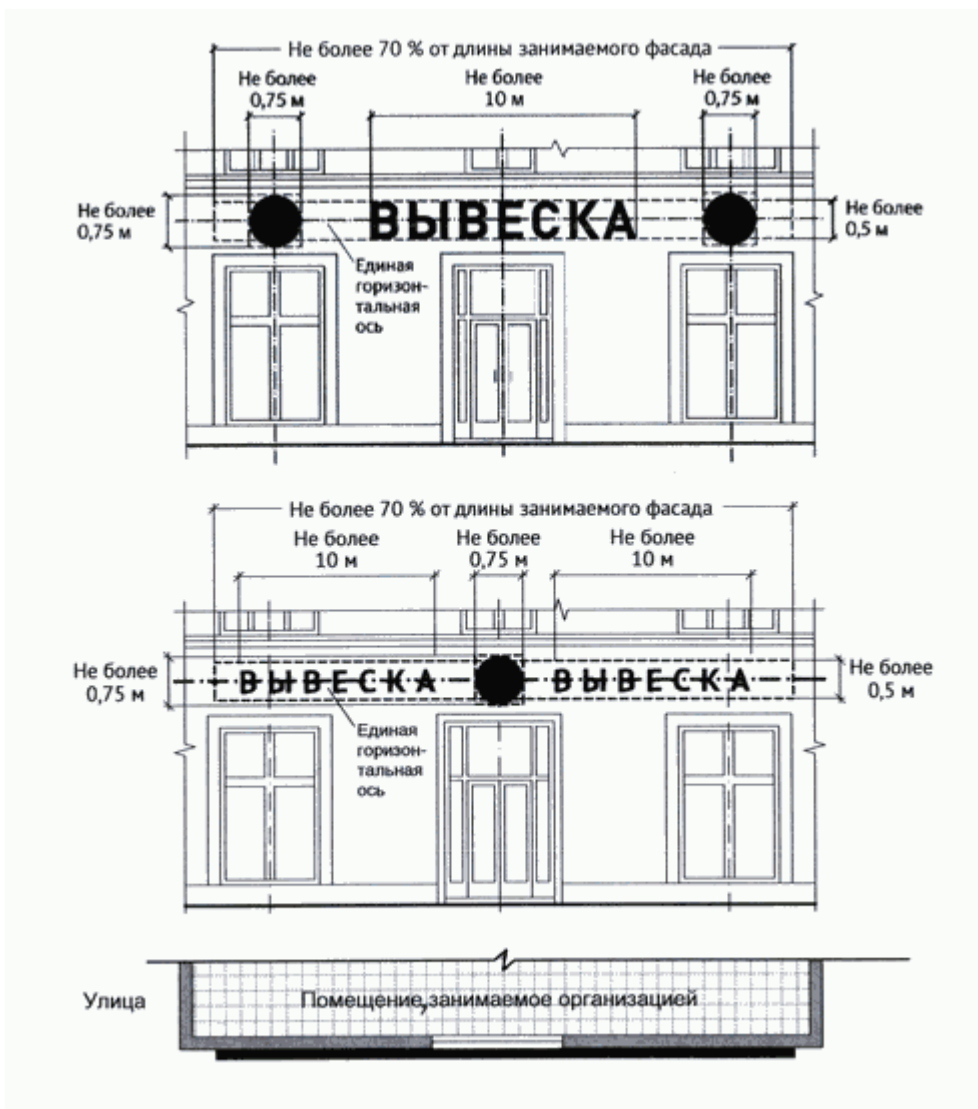 Не более 70 % от длины занимаемого фасада
Не более
0,75 м
Не более
10 м
Не более
0,75 м
Не более
0,75 м
ВЫВЕСКА
Не более
0,5 м
Единая
горизон-
тальная
ось
Не более 70 % от длины занимаемого фасада
Не более
10 м
Не более
0,75 м
Не более
10 м
Не более
0,75 м
ВЫВЕСКА
ВЫВЕСКА
Не более
0,5 м
Единая
горизон-
тальная
ось
Улица
Помещение,занимаемое организацией